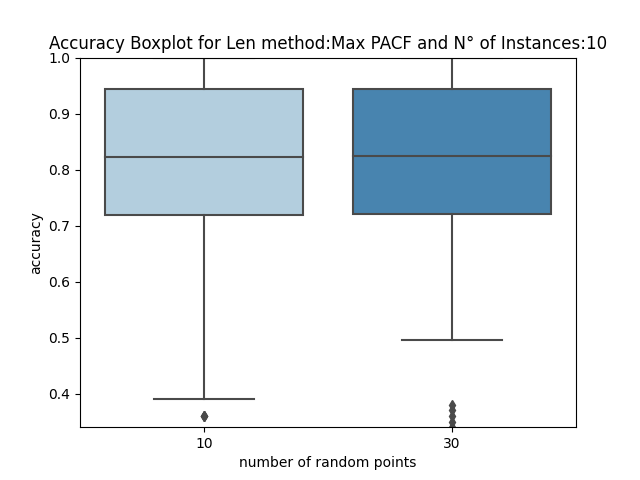 Accuracy Boxplot for Len method:Max PACF and N° of Instances:10
1.0
0.9
0.8
0.7
0.6
0.5
0.4
accuracy
10 30
number of random points